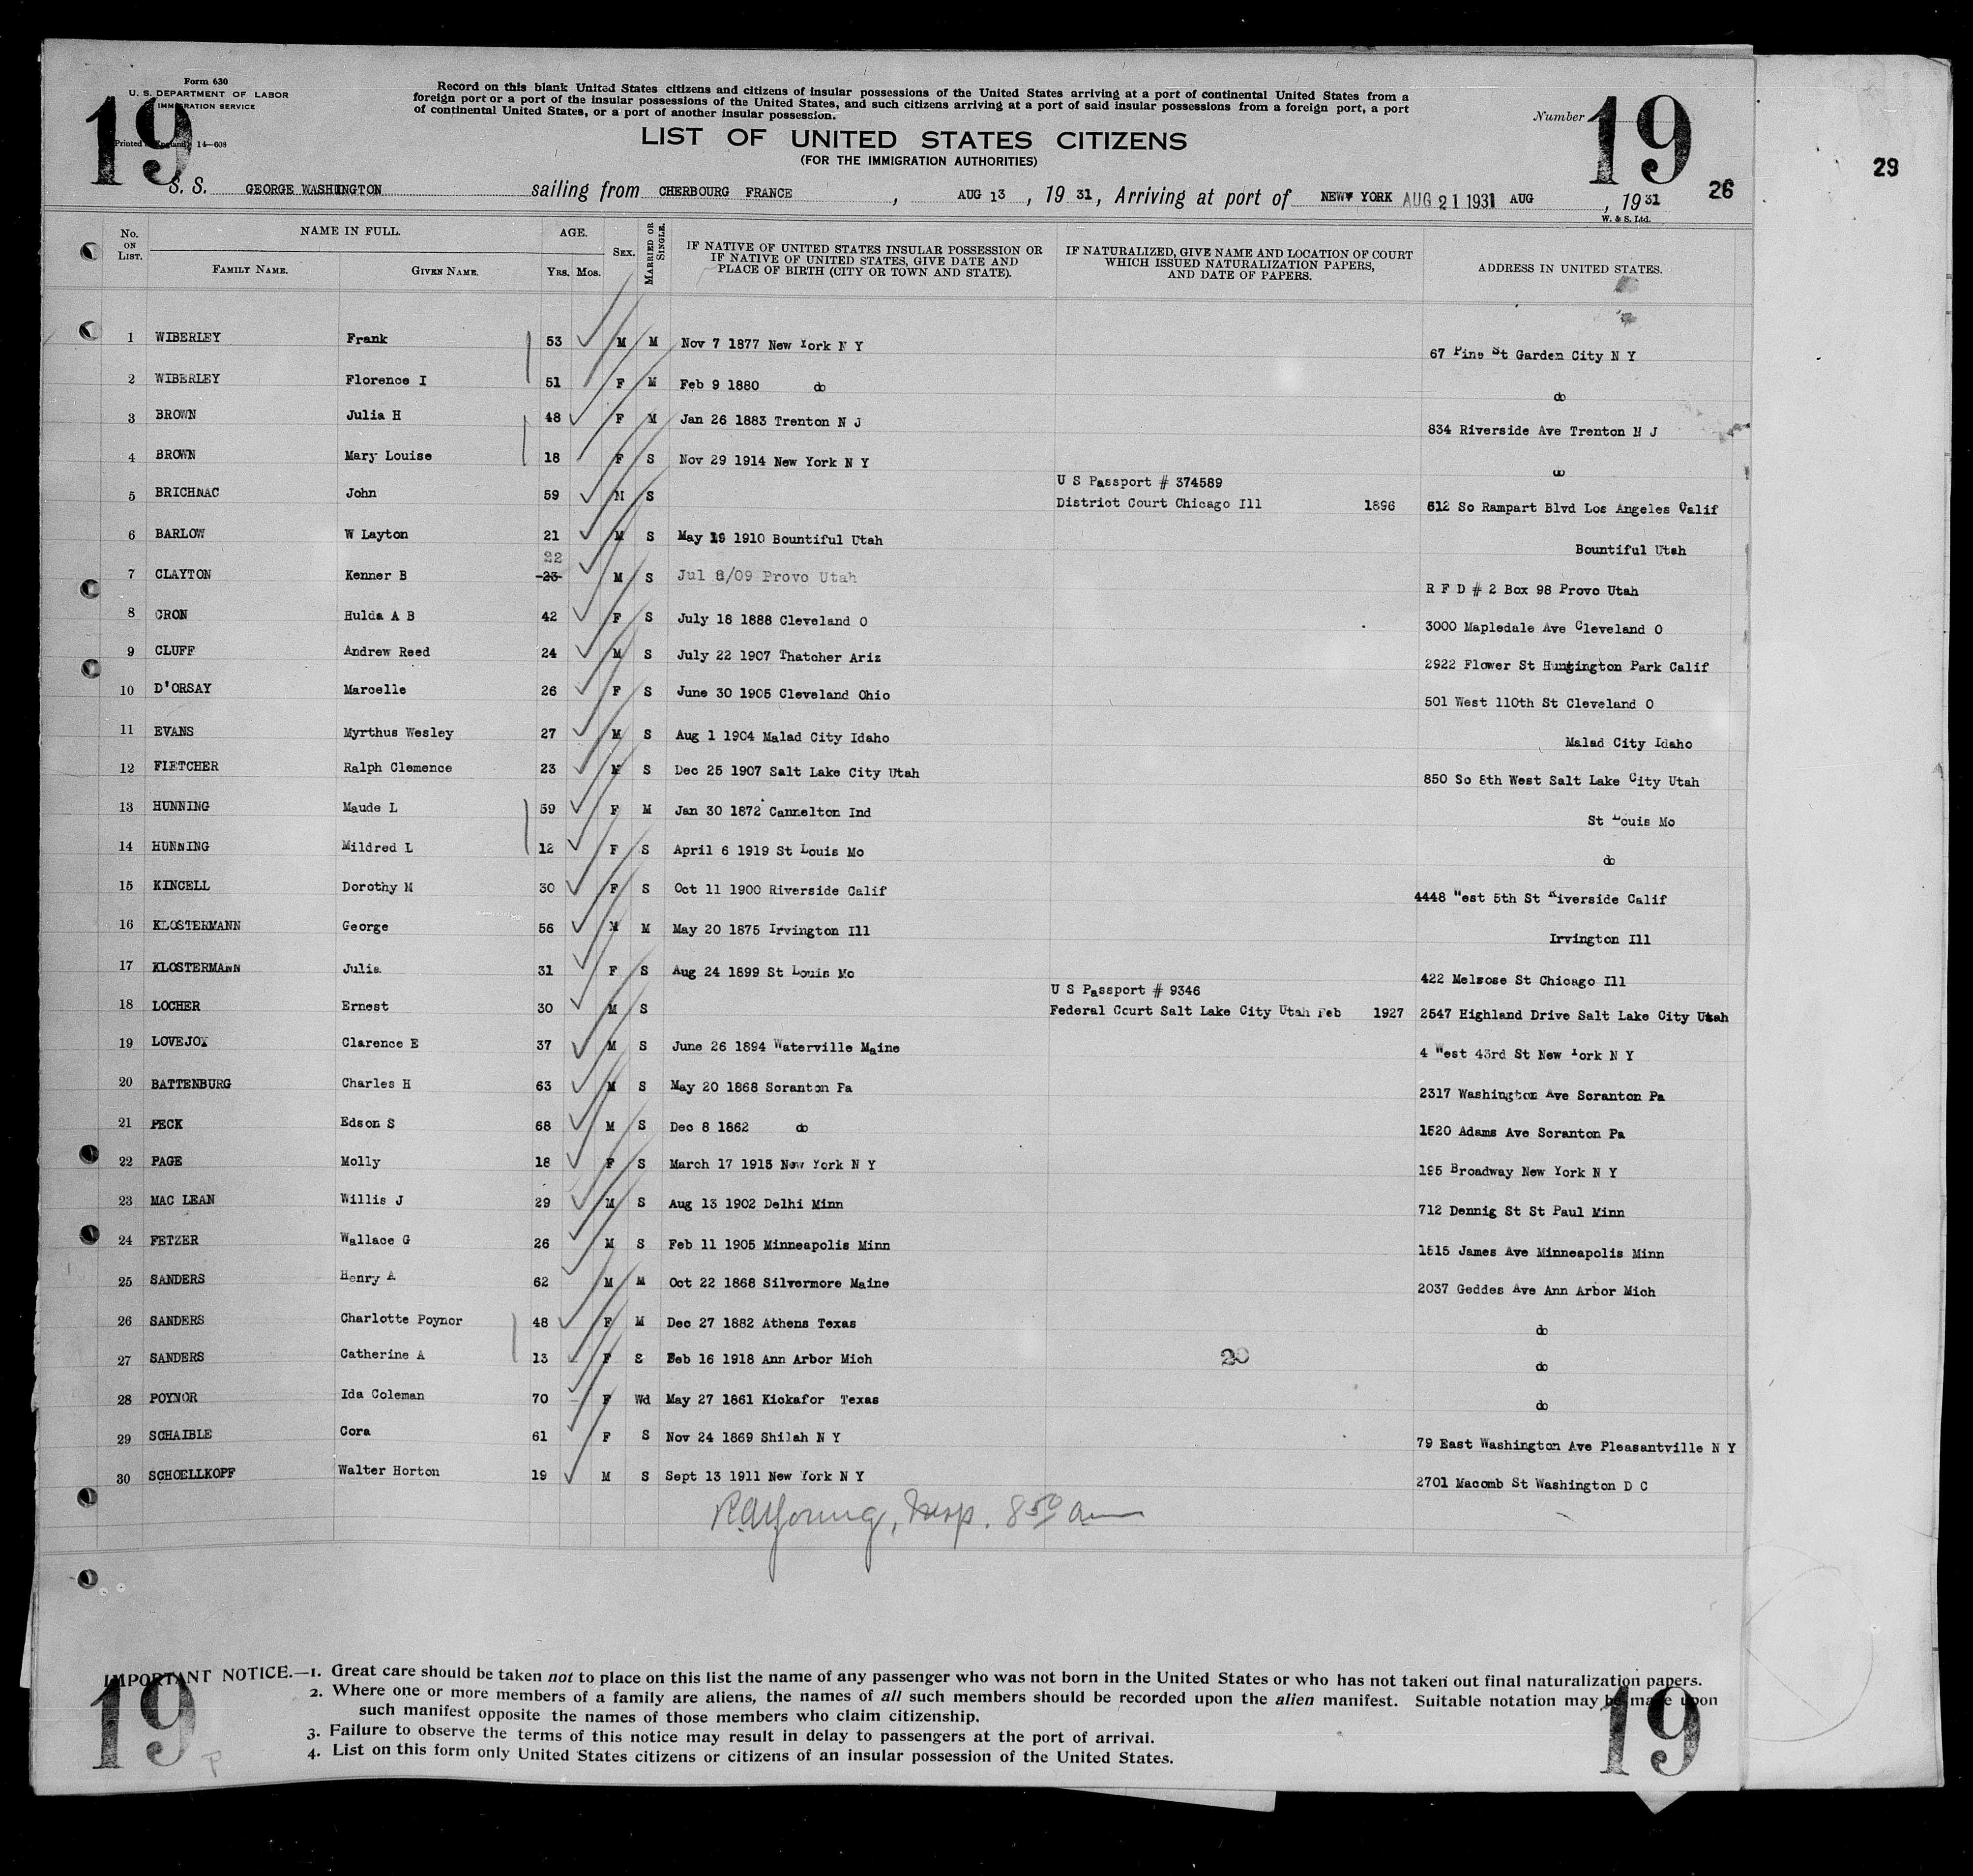 Form 630
U. S. DEPARTMENT OF LABOR
IMMIGRATION SERVICE
Printed in England 14—608
19
Record on this blank United States citizens and citizens of insular possessions of the United States arriving at a port of continental United States from a
foreign port or a port of the insular possessions of the United States, and such citizens arriving at a port of said insular possessions from a foreign port, a port
of continental United States, or a port of another insular possession.
LIST OF UNITED STATES CITIZENS
(FOR THE IMMIGRATION AUTHORITIES)
Number 19
29
26
S. S. GEORGE WASHINGTON sailing from CHERBOURG FRANCE, AUG 13, 19 31, Arriving at port of NEW YORK AUG 21 1931 AUG, 19 31
W. & S. Ltd.
No. ON LIST. NAME IN FULL. FAMILY NAME. GIVEN NAME. AGE. YRS. MOS. SEX. MARRIED OR SINGLE. IF NATIVE OF UNITED STATES INSULAR POSSESSION OR IF NATIVE OF UNITED STATES, GIVE DATE AND PLACE OF BIRTH (CITY OR TOWN AND STATE). IF NATURALIZED, GIVE NAME AND LOCATION OF COURT WHICH ISSUED NATURALIZATION PAPERS, AND DATE OF PAPERS. ADDRESS IN UNITED STATES.
1 WIBERLEY Frank 53 M M Nov 7 1877 New York N Y 67 Pine St Garden City N Y
2 WIBERLEY Florence I 51 F M Feb 9 1880 do do
3 BROWN Julia H 48 F M Jan 26 1883 Trenton N J 834 Riverside Ave Trenton N J
4 BROWN Mary Louise 18 F S Nov 29 1914 New York N Y do
U S Passport # 374589
5 BRICHNAC John 59 M S District Court Chicago Ill 1896 512 So Rampart Blvd Los Angeles Calif
6 BARLOW W Layton 21 M S May 19 1910 Bountiful Utah Bountiful Utah
22
7 CLAYTON Kenner B 23 M S Jul 8/09 Provo Utah R F D # 2 Box 98 Provo Utah
8 CRON Hulda A B 42 F S July 18 1888 Cleveland O 3000 Mapledale Ave Cleveland O
9 CLUFF Andrew Reed 24 M S July 22 1907 Thatcher Ariz 2922 Flower St Huntington Park Calif
10 D'ORSAY Marcelle 26 F S June 30 1905 Cleveland Ohio 501 West 110th St Cleveland O
11 EVANS Myrthus Wesley 27 M S Aug 1 1904 Malad City Idaho Malad City Idaho
12 FLETCHER Ralph Clemence 23 M S Dec 25 1907 Salt Lake City Utah 850 So 8th West Salt Lake City Utah
13 HUNNING Maude L 59 F M Jan 30 1872 Cannelton Ind St Louis Mo
14 HUNNING Mildred L 12 F S April 6 1919 St Louis Mo do
15 KINCELL Dorothy M 30 F S Oct 11 1900 Riverside Calif 4448 West 5th St Riverside Calif
16 KLOSTERMANN George 56 M M May 20 1875 Irvington Ill Irvington Ill
17 KLOSTERMANN Julia 31 F S Aug 24 1899 St Louis Mo 422 Melrose St Chicago Ill
U S Passport # 9346
18 LOCHER Ernest 30 M S Federal Court Salt Lake City Utah Feb 1927 2547 Highland Drive Salt Lake City Utah
19 LOVEJOY Clarence E 37 M S June 26 1894 Waterville Maine 4 West 43rd St New York N Y
20 BATTENBURG Charles H 63 M S May 20 1868 Scranton Pa 2317 Washington Ave Scranton Pa
21 PECK Edson S 68 M S Dec 8 1862 do 1520 Adams Ave Scranton Pa
22 PAGE Molly 18 F S March 17 1913 New York N Y 195 Broadway New York N Y
23 MAC LEAN Willis J 29 M S Aug 13 1902 Delhi Minn 712 Dennig St St Paul Minn
24 FETZER Wallace G 26 M S Feb 11 1905 Minneapolis Minn 1515 James Ave Minneapolis Minn
25 SANDERS Henry A 62 M M Oct 22 1868 Silvermore Maine 2037 Geddes Ave Ann Arbor Mich
26 SANDERS Charlotte Poynor 48 F M Dec 27 1882 Athens Texas do
27 SANDERS Catherine A 13 F S Feb 16 1918 Ann Arbor Mich 20 do
28 POYNOR Ida Coleman 70 F Wd May 27 1861 Kickafor Texas do
29 SCHAIBLE Cora 61 F S Nov 24 1869 Shilah N Y 79 East Washington Ave Pleasantville N Y
30 SCHOELLKOPF Walter Horton 19 M S Sept 13 1911 New York N Y 2701 Macomb St Washington D C
R.A. Young, Insp. 8 50 am
IMPORTANT NOTICE.—1. Great care should be taken not to place on this list the name of any passenger who was not born in the United States or who has not taken out final naturalization papers.
2. Where one or more members of a family are aliens, the names of all such members should be recorded upon the alien manifest. Suitable notation may be made upon
such manifest opposite the names of those members who claim citizenship.
3. Failure to observe the terms of this notice may result in delay to passengers at the port of arrival.
4. List on this form only United States citizens or citizens of an insular possession of the United States.
19
19